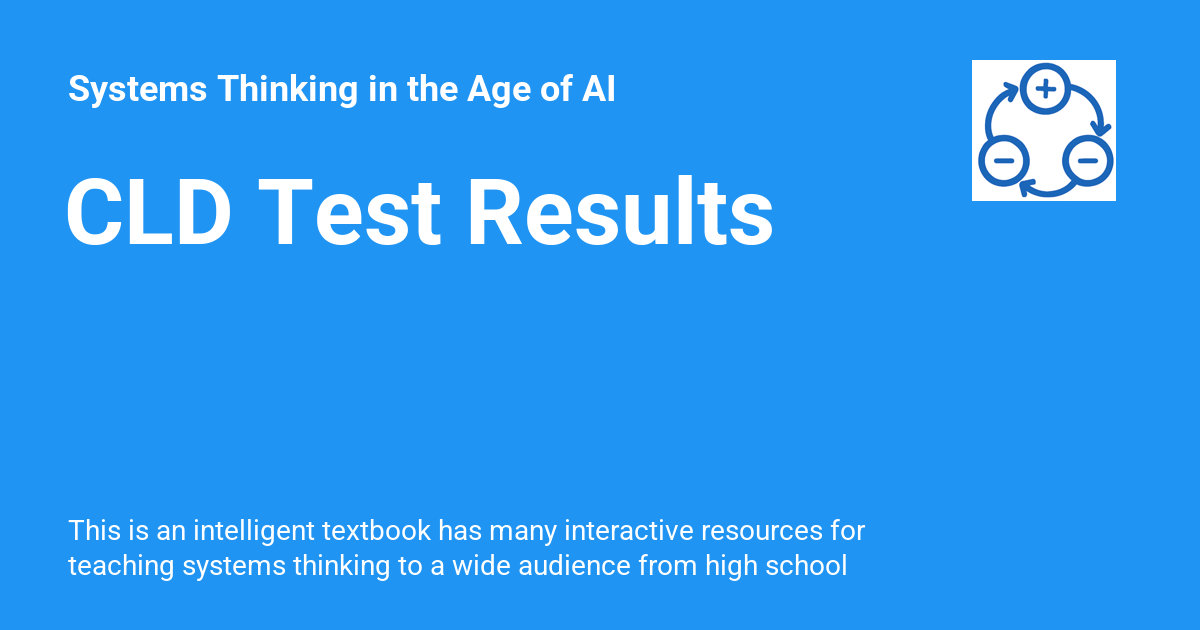 Systems Thinking in the Age of AI
CLD Test Results
This is an intelligent textbook has many interactive resources for
teaching systems thinking to a wide audience from high school